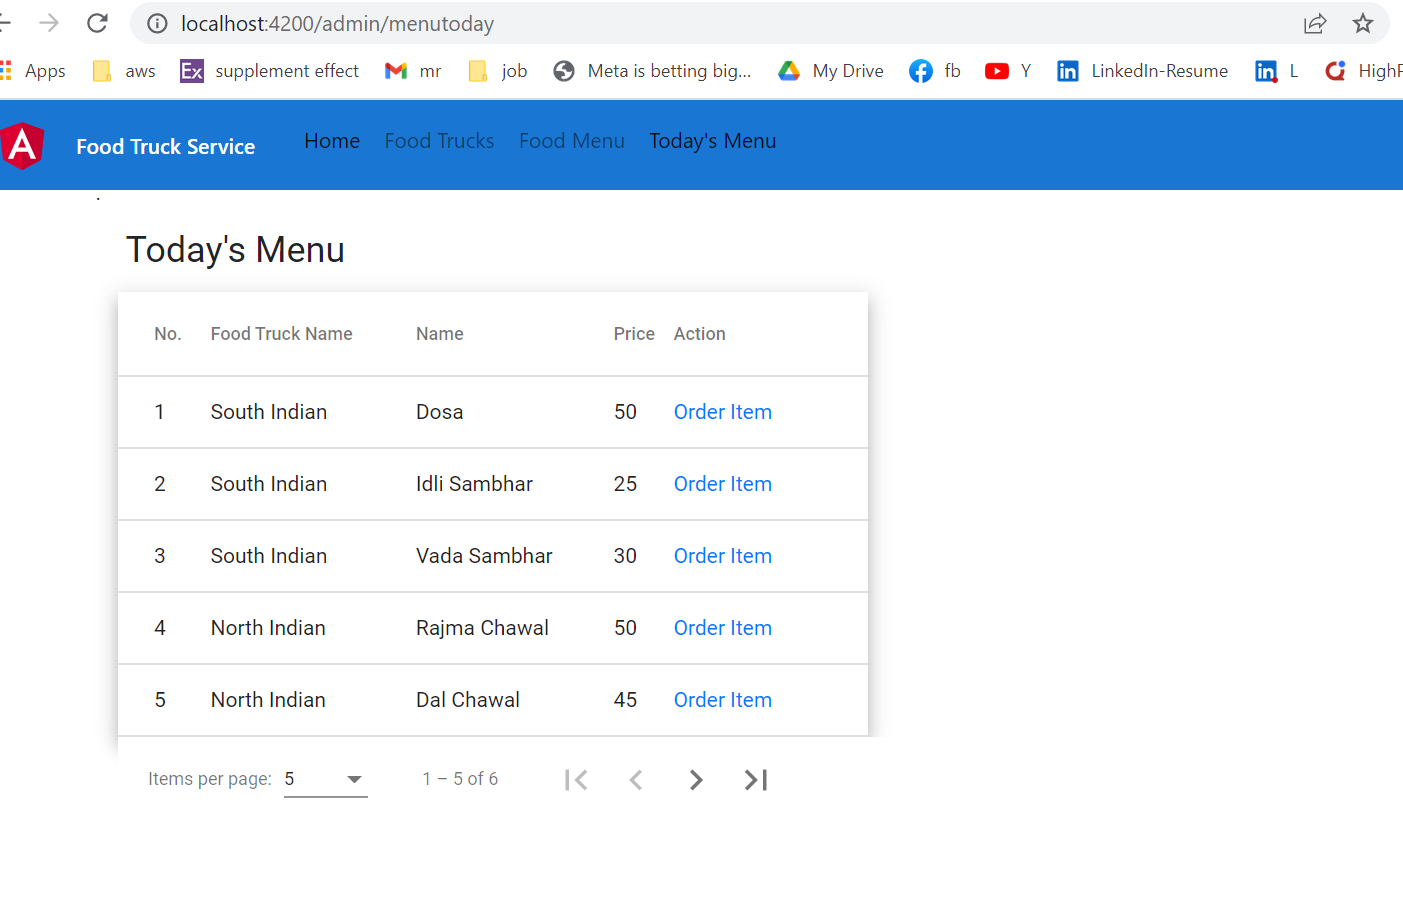 localhost:4200/admin/menutoday
Apps aws Ex supplement effect mr job Meta is betting big... My Drive fb Y in LinkedIn-Resume in L HighP
A Food Truck Service Home Food Trucks Food Menu Today's Menu
.
Today's Menu
No. Food Truck Name Name Price Action
1 South Indian Dosa 50 Order Item
2 South Indian Idli Sambhar 25 Order Item
3 South Indian Vada Sambhar 30 Order Item
4 North Indian Rajma Chawal 50 Order Item
5 North Indian Dal Chawal 45 Order Item
Items per page: 5 1 – 5 of 6